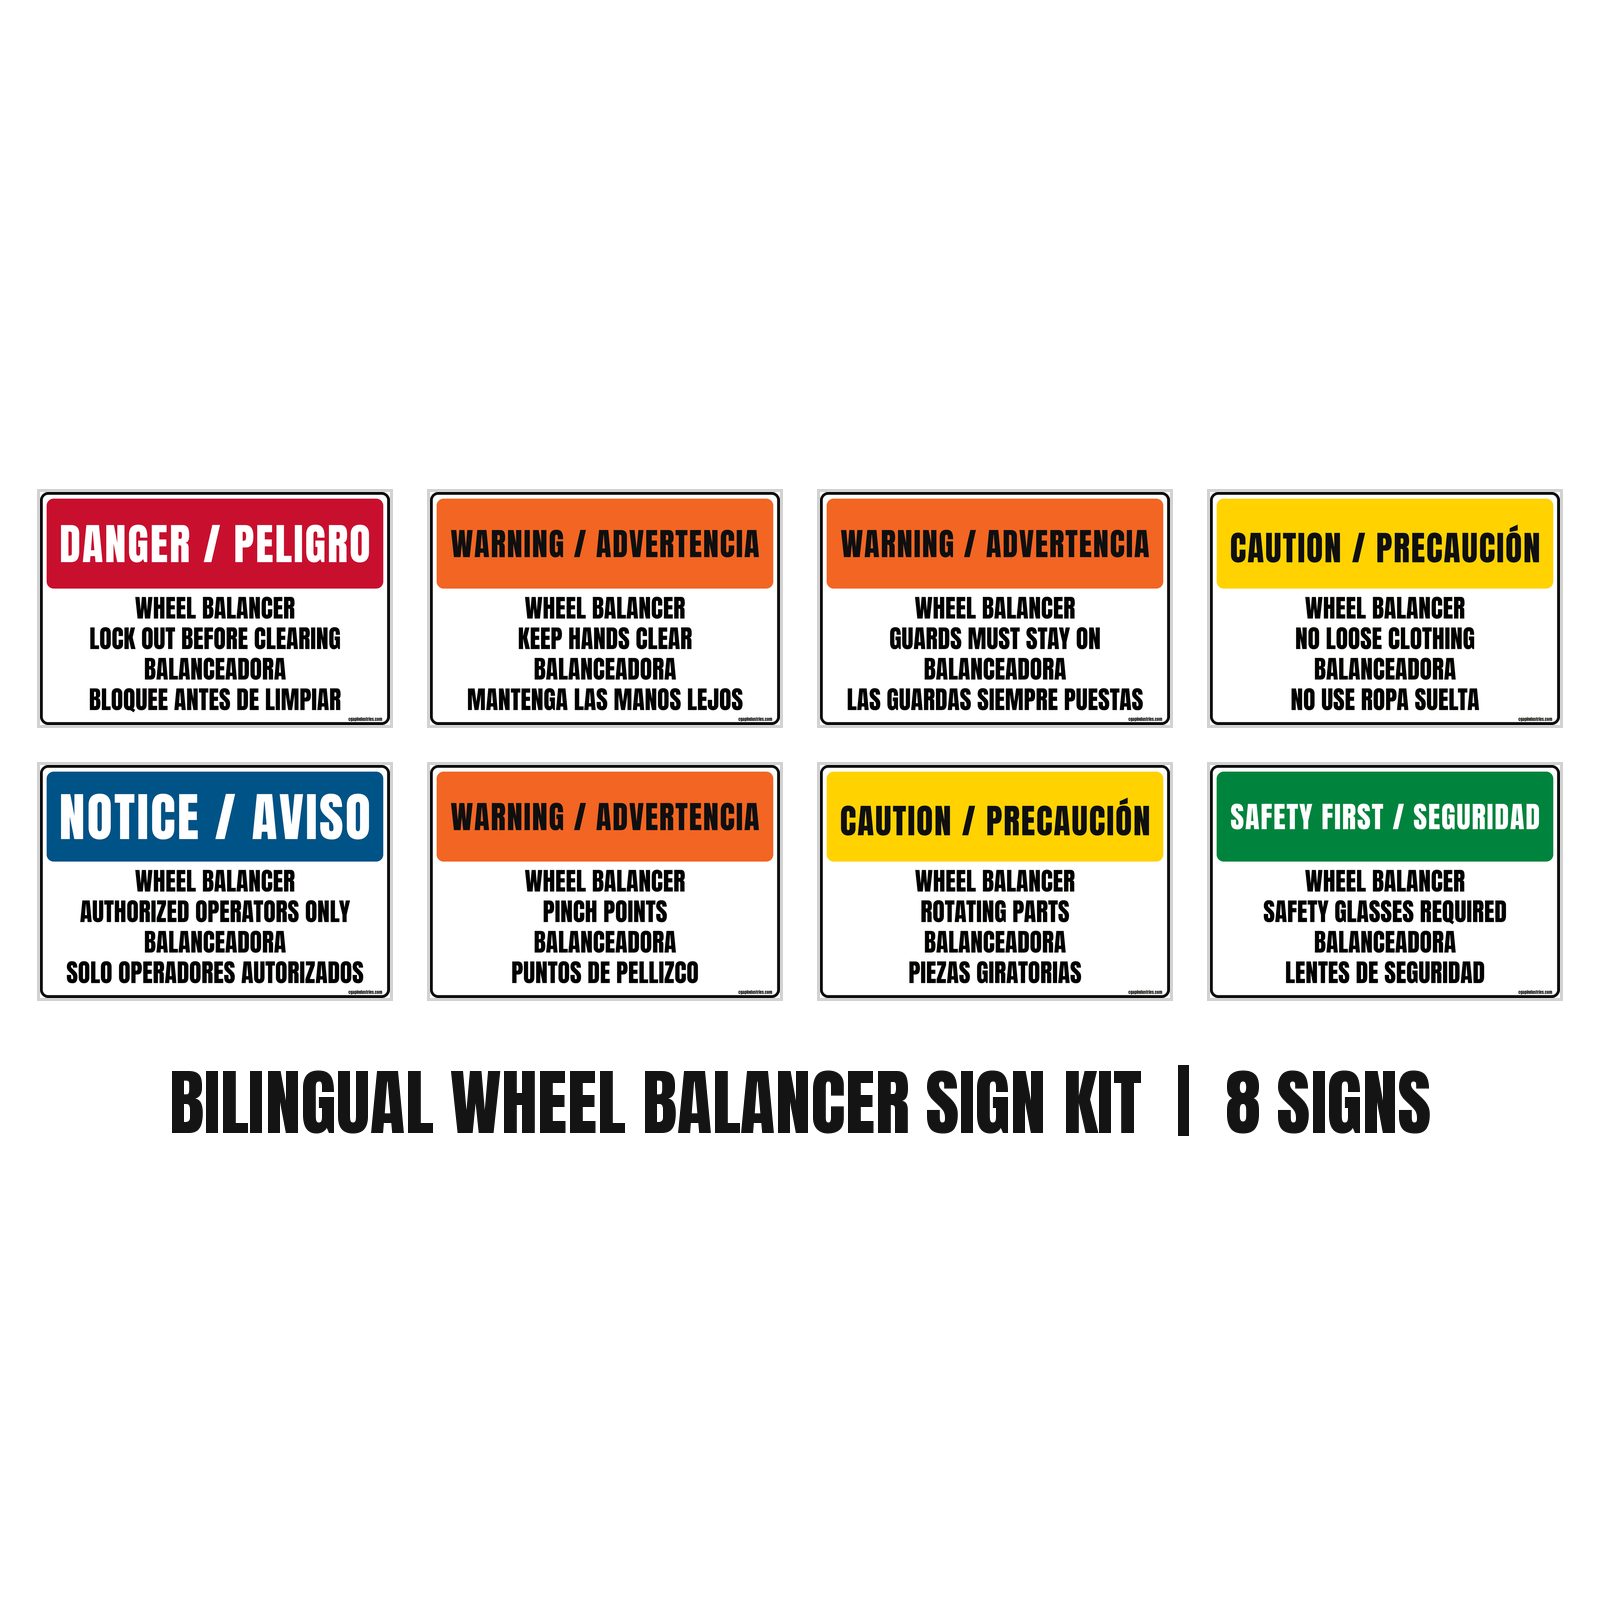 DANGER / PELIGRO
WHEEL BALANCER
LOCK OUT BEFORE CLEARING
BALANCEADORA
BLOQUEE ANTES DE LIMPIAR
WARNING / ADVERTENCIA
WHEEL BALANCER
KEEP HANDS CLEAR
BALANCEADORA
MANTENGA LAS MANOS LEJOS
WARNING / ADVERTENCIA
WHEEL BALANCER
GUARDS MUST STAY ON
BALANCEADORA
LAS GUARDAS SIEMPRE PUESTAS
CAUTION / PRECAUCIÓN
WHEEL BALANCER
NO LOOSE CLOTHING
BALANCEADORA
NO USE ROPA SUELTA
NOTICE / AVISO
WHEEL BALANCER
AUTHORIZED OPERATORS ONLY
BALANCEADORA
SOLO OPERADORES AUTORIZADOS
WARNING / ADVERTENCIA
WHEEL BALANCER
PINCH POINTS
BALANCEADORA
PUNTOS DE PELLIZCO
CAUTION / PRECAUCIÓN
WHEEL BALANCER
ROTATING PARTS
BALANCEADORA
PIEZAS GIRATORIAS
SAFETY FIRST / SEGURIDAD
WHEEL BALANCER
SAFETY GLASSES REQUIRED
BALANCEADORA
LENTES DE SEGURIDAD
BILINGUAL WHEEL BALANCER SIGN KIT | 8 SIGNS